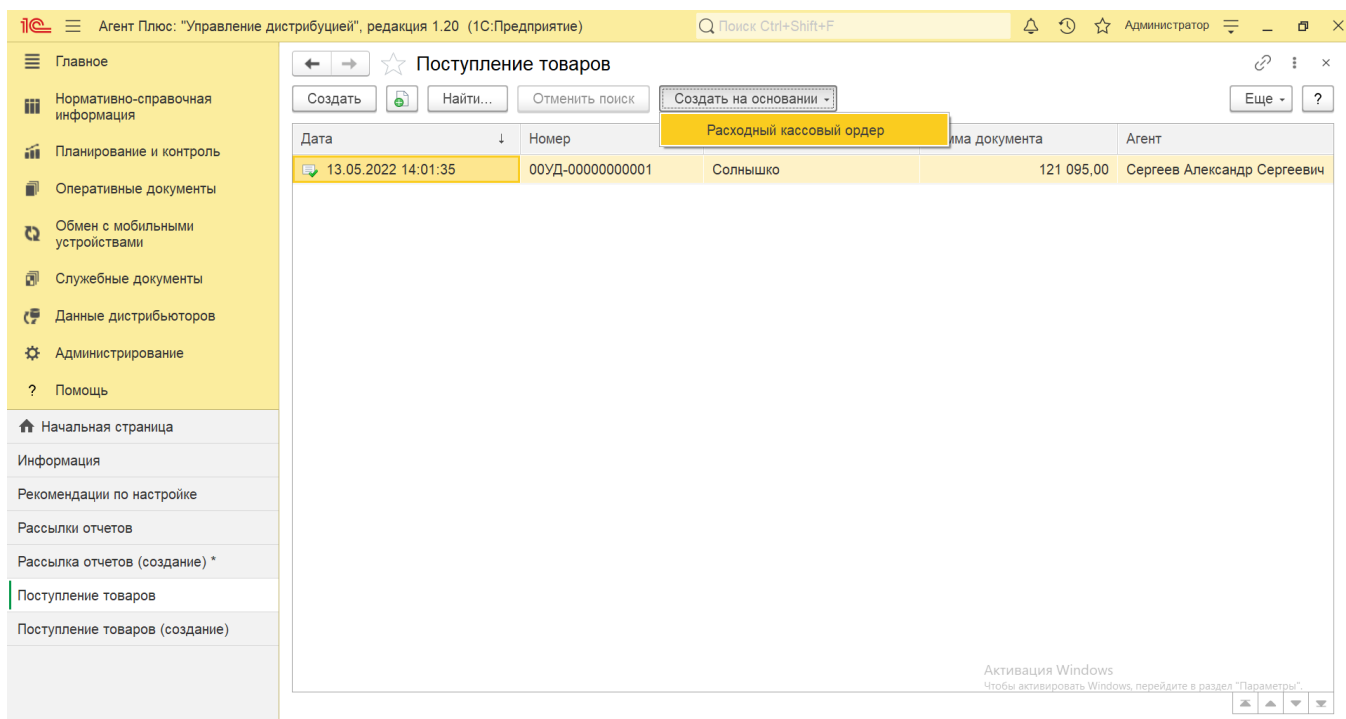 1С Агент Плюс: "Управление дистрибуцией", редакция 1.20 (1С:Предприятие)
Поиск Ctrl+Shift+F
Администратор
Главное
Нормативно-справочная
информация
Планирование и контроль
Оперативные документы
Обмен с мобильными
устройствами
Служебные документы
Данные дистрибьюторов
Администрирование
? Помощь
Начальная страница
Информация
Рекомендации по настройке
Рассылки отчетов
Рассылка отчетов (создание) *
Поступление товаров
Поступление товаров (создание)
Поступление товаров
Создать Найти... Отменить поиск Создать на основании Еще ?
Расходный кассовый ордер
Дата Номер мма документа Агент
13.05.2022 14:01:35 00УД-00000000001 Солнышко 121 095,00 Сергеев Александр Сергеевич
Активация Windows
Чтобы активировать Windows, перейдите в раздел "Параметры".